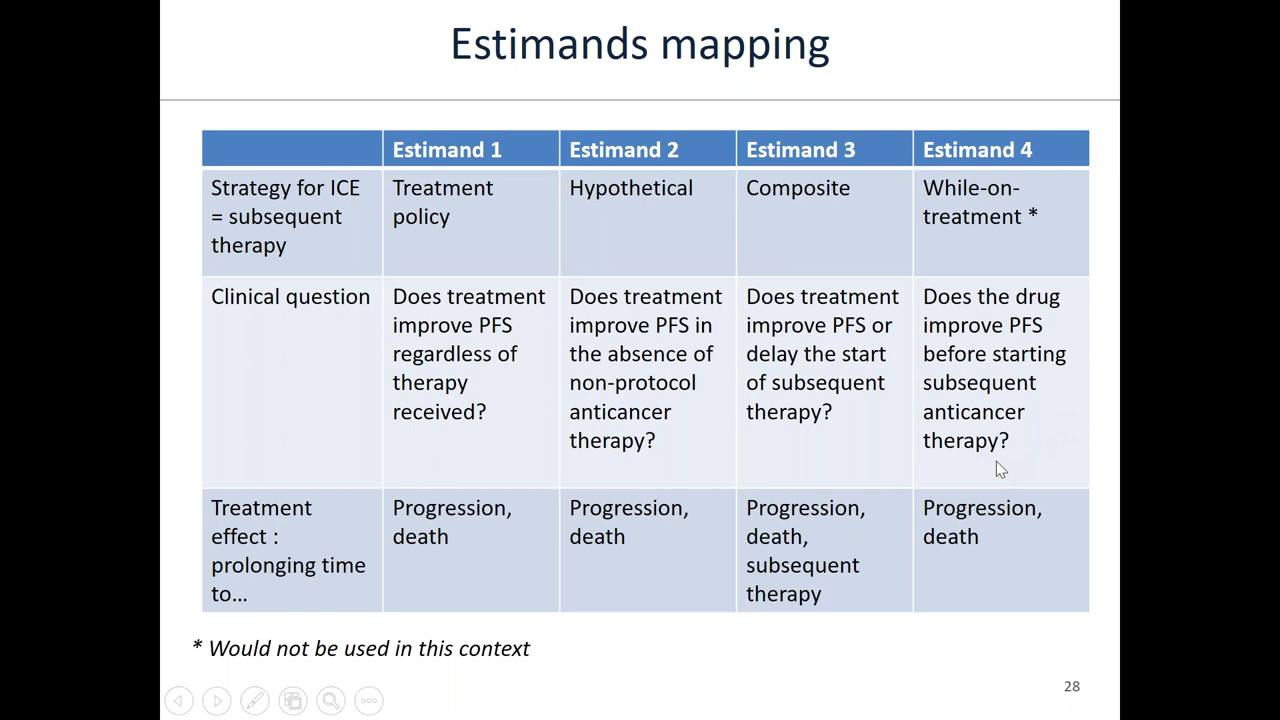 Estimands mapping
Estimand 1
Estimand 2
Estimand 3
Estimand 4
Strategy for ICE
= subsequent
therapy
Treatment
policy
Hypothetical
Composite
While-on-
treatment *
Clinical question
Does treatment
improve PFS
regardless of
therapy
received?
Does treatment
improve PFS in
the absence of
non-protocol
anticancer
therapy?
Does treatment
improve PFS or
delay the start
of subsequent
therapy?
Does the drug
improve PFS
before starting
subsequent
anticancer
therapy?
Treatment
effect :
prolonging time
to…
Progression,
death
Progression,
death
Progression,
death,
subsequent
therapy
Progression,
death
* Would not be used in this context
28